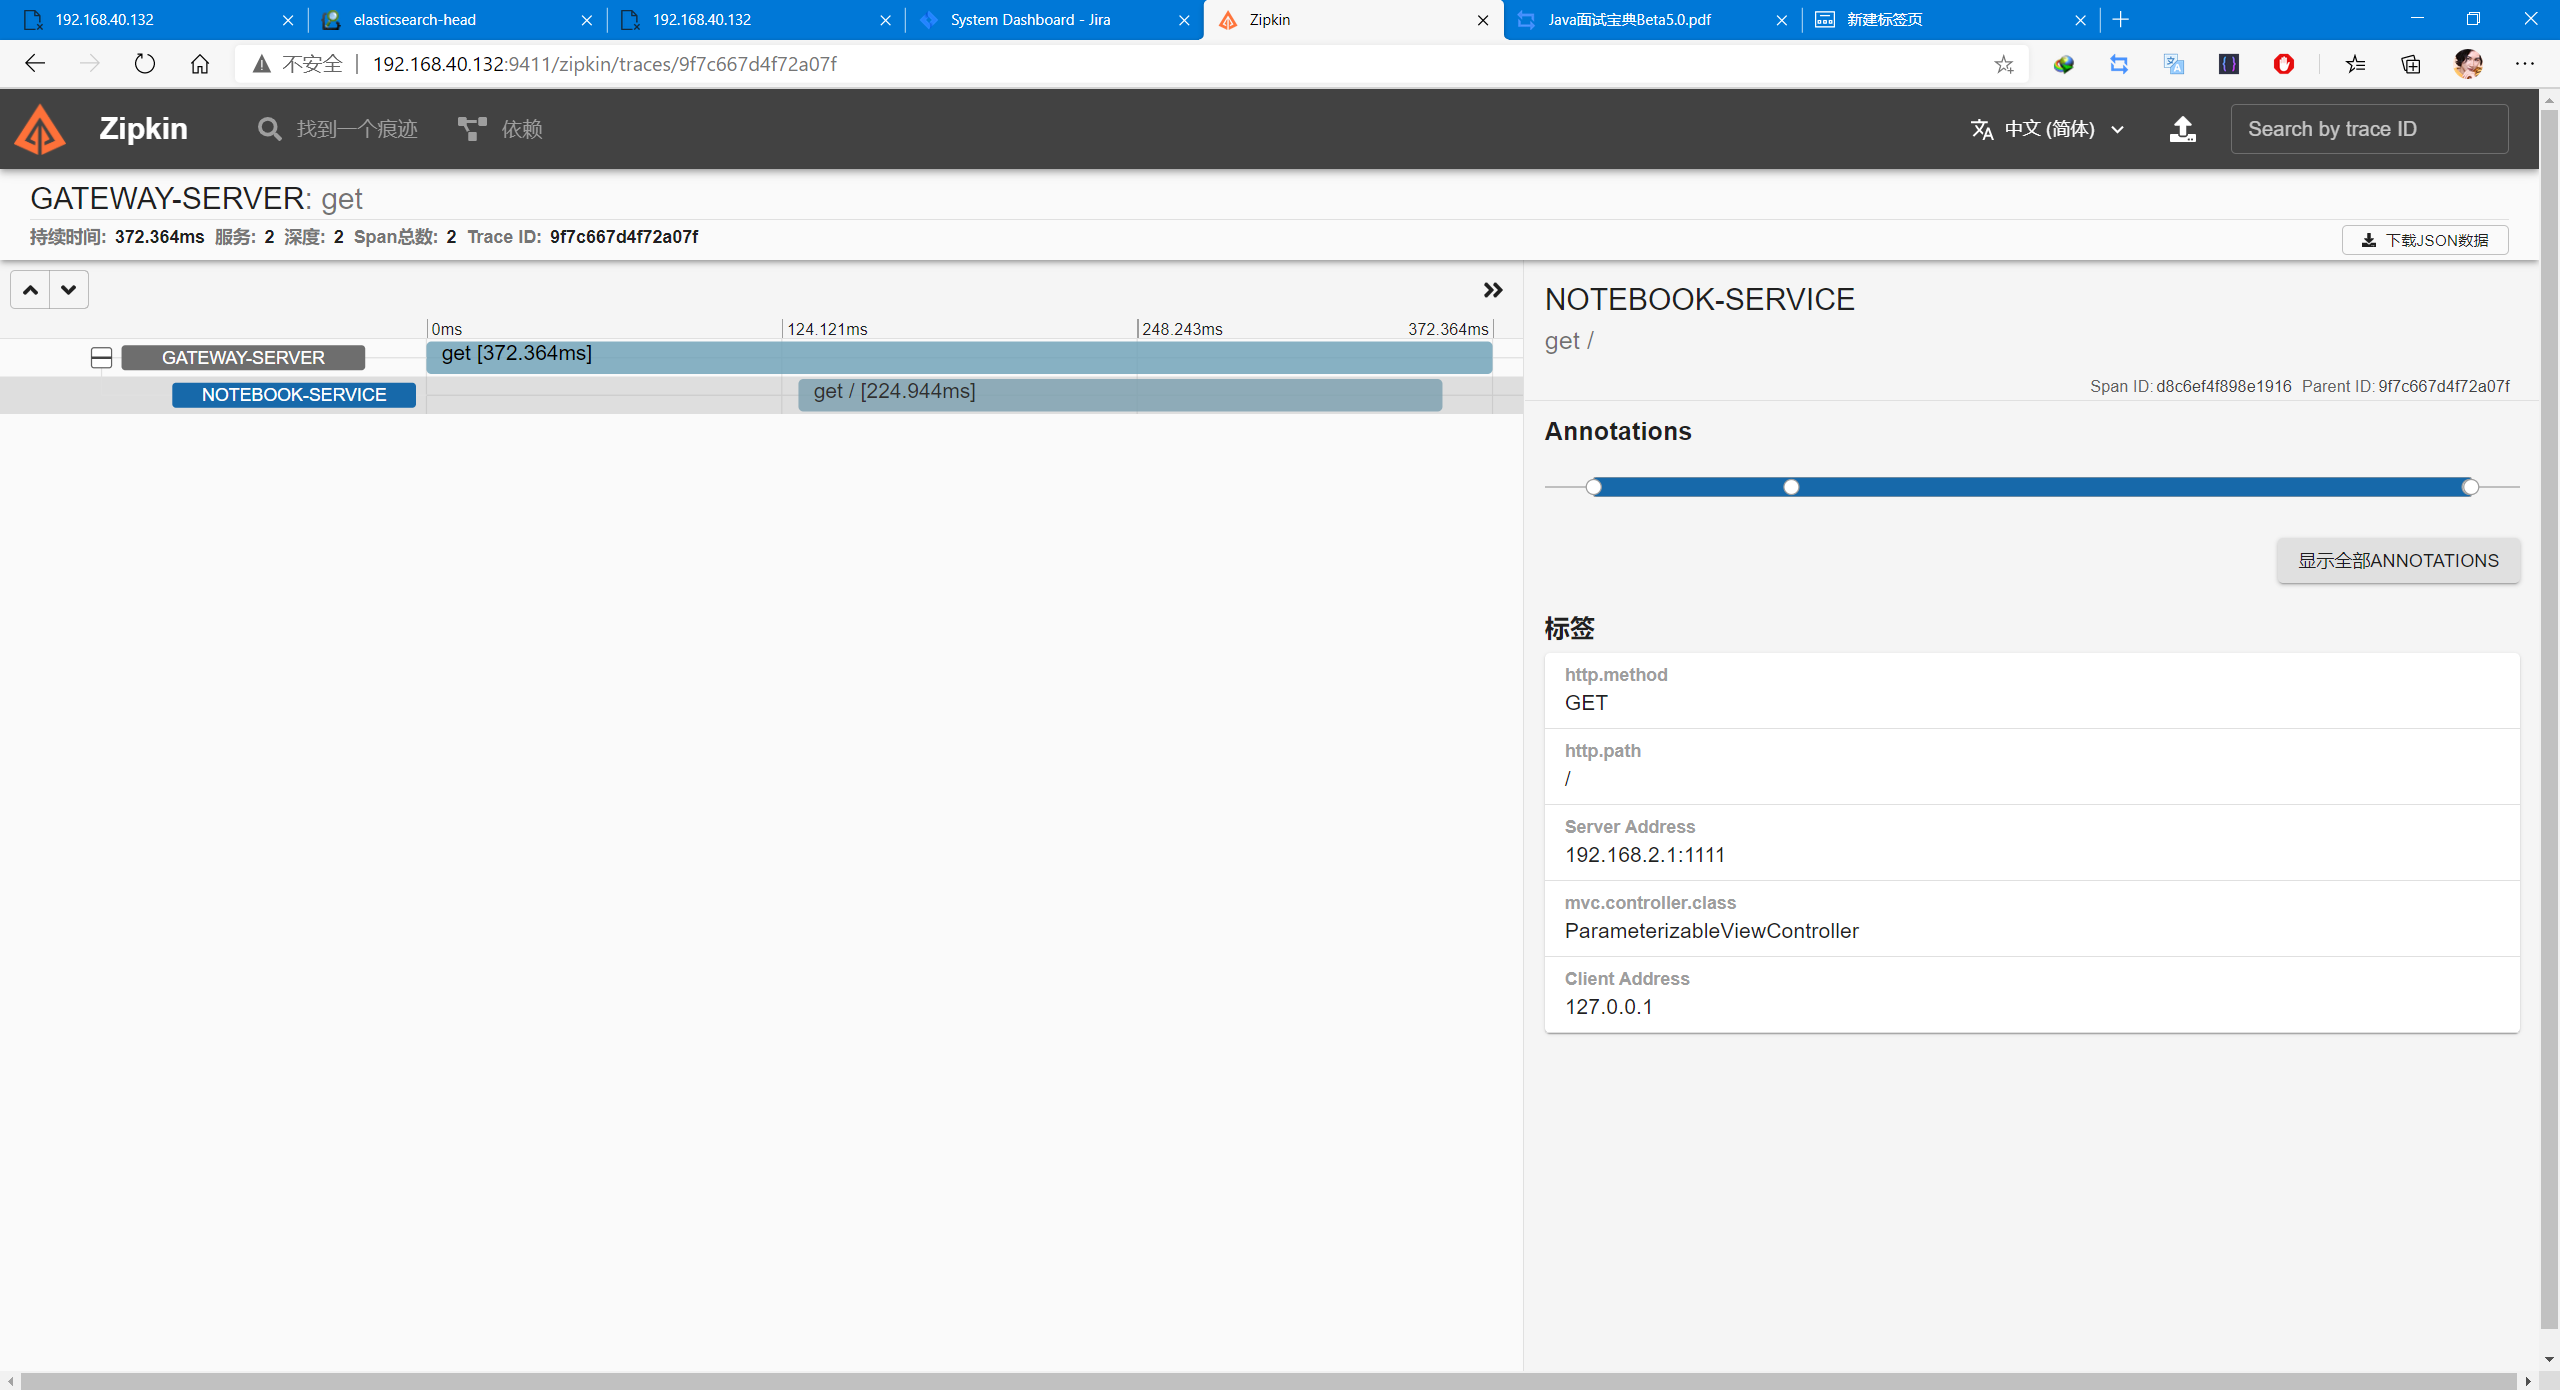 192.168.40.132
elasticsearch-head
192.168.40.132
System Dashboard - Jira
Zipkin
Java面试宝典Beta5.0.pdf
新建标签页
不安全
192.168.40.132:9411/zipkin/traces/9f7c667d4f72a07f
Zipkin
找到一个痕迹
依赖
中文 (简体)
Search by trace ID
GATEWAY-SERVER: get
持续时间: 372.364ms 服务: 2 深度: 2 Span总数: 2 Trace ID: 9f7c667d4f72a07f
下载JSON数据
0ms
124.121ms
248.243ms
372.364ms
GATEWAY-SERVER
get [372.364ms]
NOTEBOOK-SERVICE
get / [224.944ms]
NOTEBOOK-SERVICE
get /
Span ID: d8c6ef4f898e1916 Parent ID: 9f7c667d4f72a07f
Annotations
显示全部ANNOTATIONS
标签
http.method
GET
http.path
/
Server Address
192.168.2.1:1111
mvc.controller.class
ParameterizableViewController
Client Address
127.0.0.1